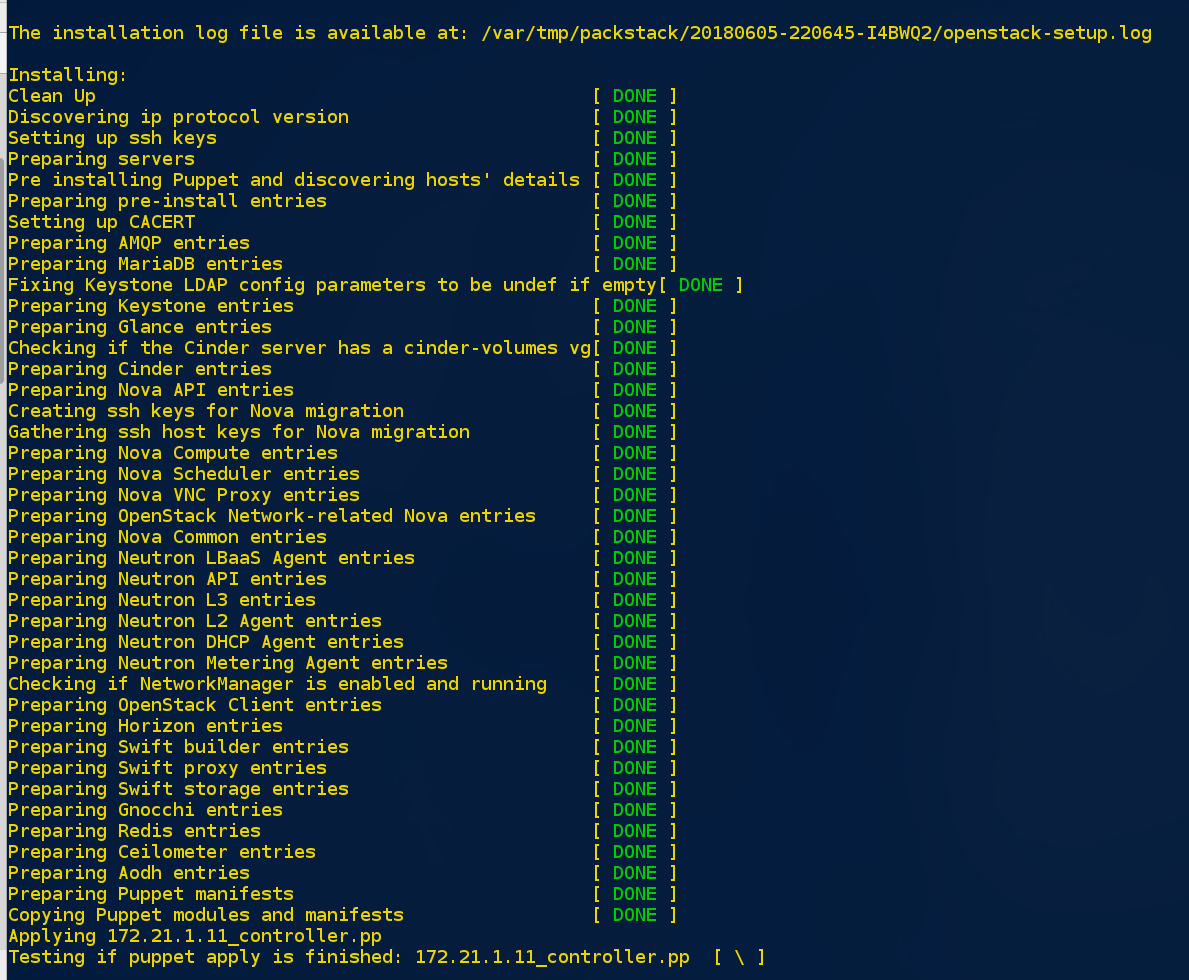 The installation log file is available at: /var/tmp/packstack/20180605-220645-I4BWQ2/openstack-setup.log
Installing:
Clean Up [ DONE ]
Discovering ip protocol version [ DONE ]
Setting up ssh keys [ DONE ]
Preparing servers [ DONE ]
Pre installing Puppet and discovering hosts' details [ DONE ]
Preparing pre-install entries [ DONE ]
Setting up CACERT [ DONE ]
Preparing AMQP entries [ DONE ]
Preparing MariaDB entries [ DONE ]
Fixing Keystone LDAP config parameters to be undef if empty[ DONE ]
Preparing Keystone entries [ DONE ]
Preparing Glance entries [ DONE ]
Checking if the Cinder server has a cinder-volumes vg[ DONE ]
Preparing Cinder entries [ DONE ]
Preparing Nova API entries [ DONE ]
Creating ssh keys for Nova migration [ DONE ]
Gathering ssh host keys for Nova migration [ DONE ]
Preparing Nova Compute entries [ DONE ]
Preparing Nova Scheduler entries [ DONE ]
Preparing Nova VNC Proxy entries [ DONE ]
Preparing OpenStack Network-related Nova entries [ DONE ]
Preparing Nova Common entries [ DONE ]
Preparing Neutron LBaaS Agent entries [ DONE ]
Preparing Neutron API entries [ DONE ]
Preparing Neutron L3 entries [ DONE ]
Preparing Neutron L2 Agent entries [ DONE ]
Preparing Neutron DHCP Agent entries [ DONE ]
Preparing Neutron Metering Agent entries [ DONE ]
Checking if NetworkManager is enabled and running [ DONE ]
Preparing OpenStack Client entries [ DONE ]
Preparing Horizon entries [ DONE ]
Preparing Swift builder entries [ DONE ]
Preparing Swift proxy entries [ DONE ]
Preparing Swift storage entries [ DONE ]
Preparing Gnocchi entries [ DONE ]
Preparing Redis entries [ DONE ]
Preparing Ceilometer entries [ DONE ]
Preparing Aodh entries [ DONE ]
Preparing Puppet manifests [ DONE ]
Copying Puppet modules and manifests [ DONE ]
Applying 172.21.1.11_controller.pp
Testing if puppet apply is finished: 172.21.1.11_controller.pp [ \ ]